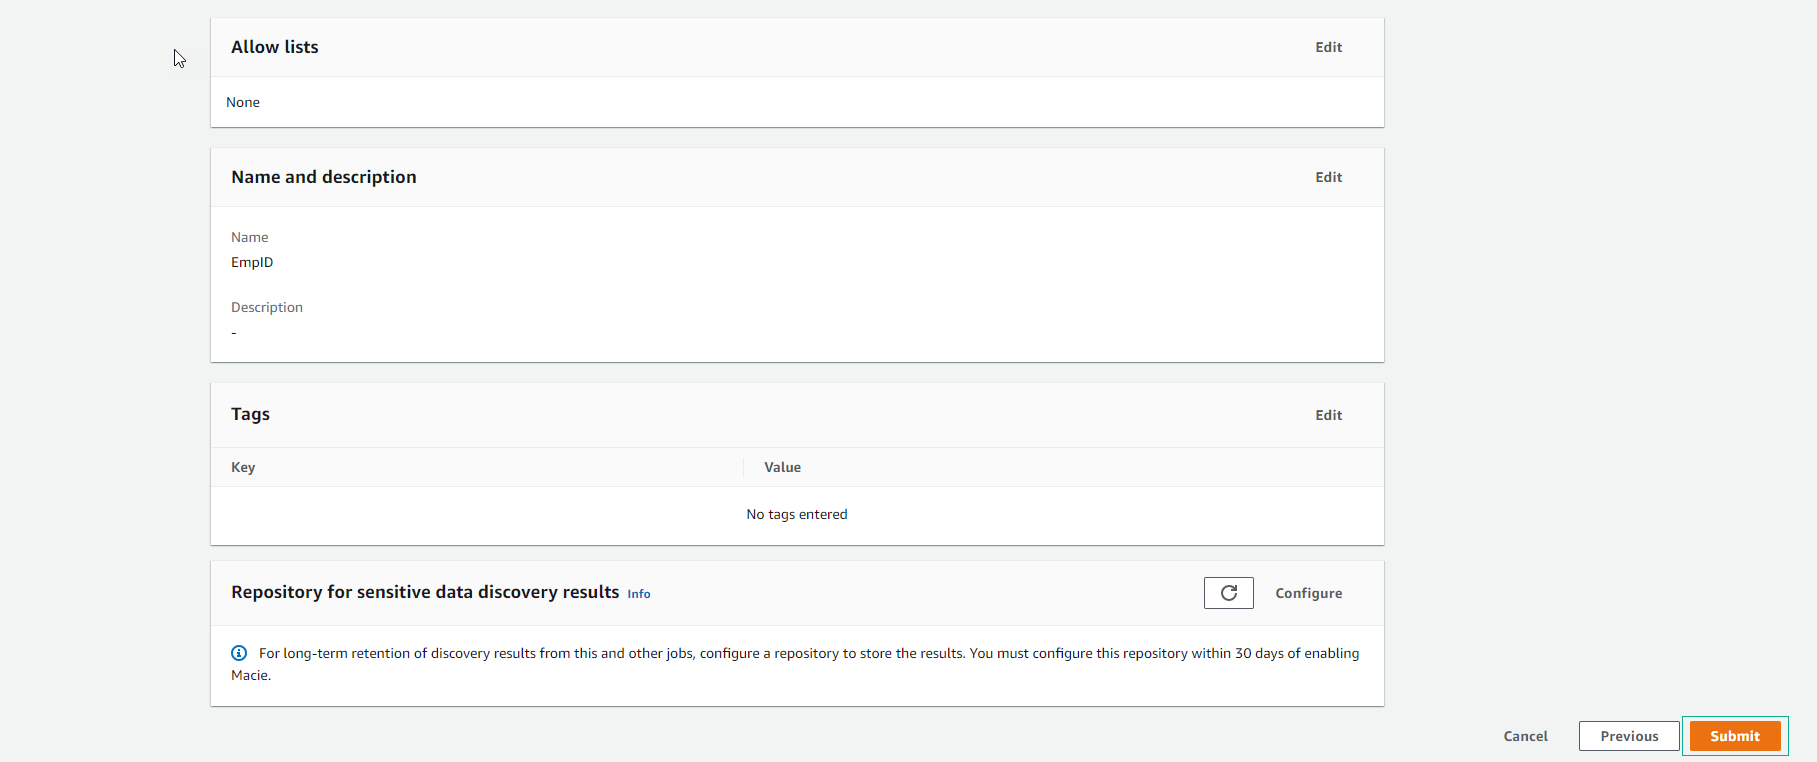 Allow lists
Edit
None
Name and description
Edit
Name
EmpID
Description
-
Tags
Edit
Key
Value
No tags entered
Repository for sensitive data discovery results Info
Configure
For long-term retention of discovery results from this and other jobs, configure a repository to store the results. You must configure this repository within 30 days of enabling
Macie.
Cancel
Previous
Submit